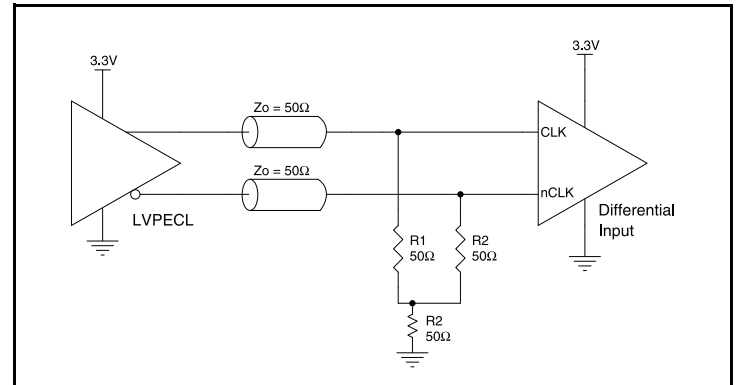 3.3V
3.3V
Zo = 50Ω
CLK
Zo = 50Ω
nCLK
LVPECL
Differential
Input
R1
50Ω
R2
50Ω
R2
50Ω